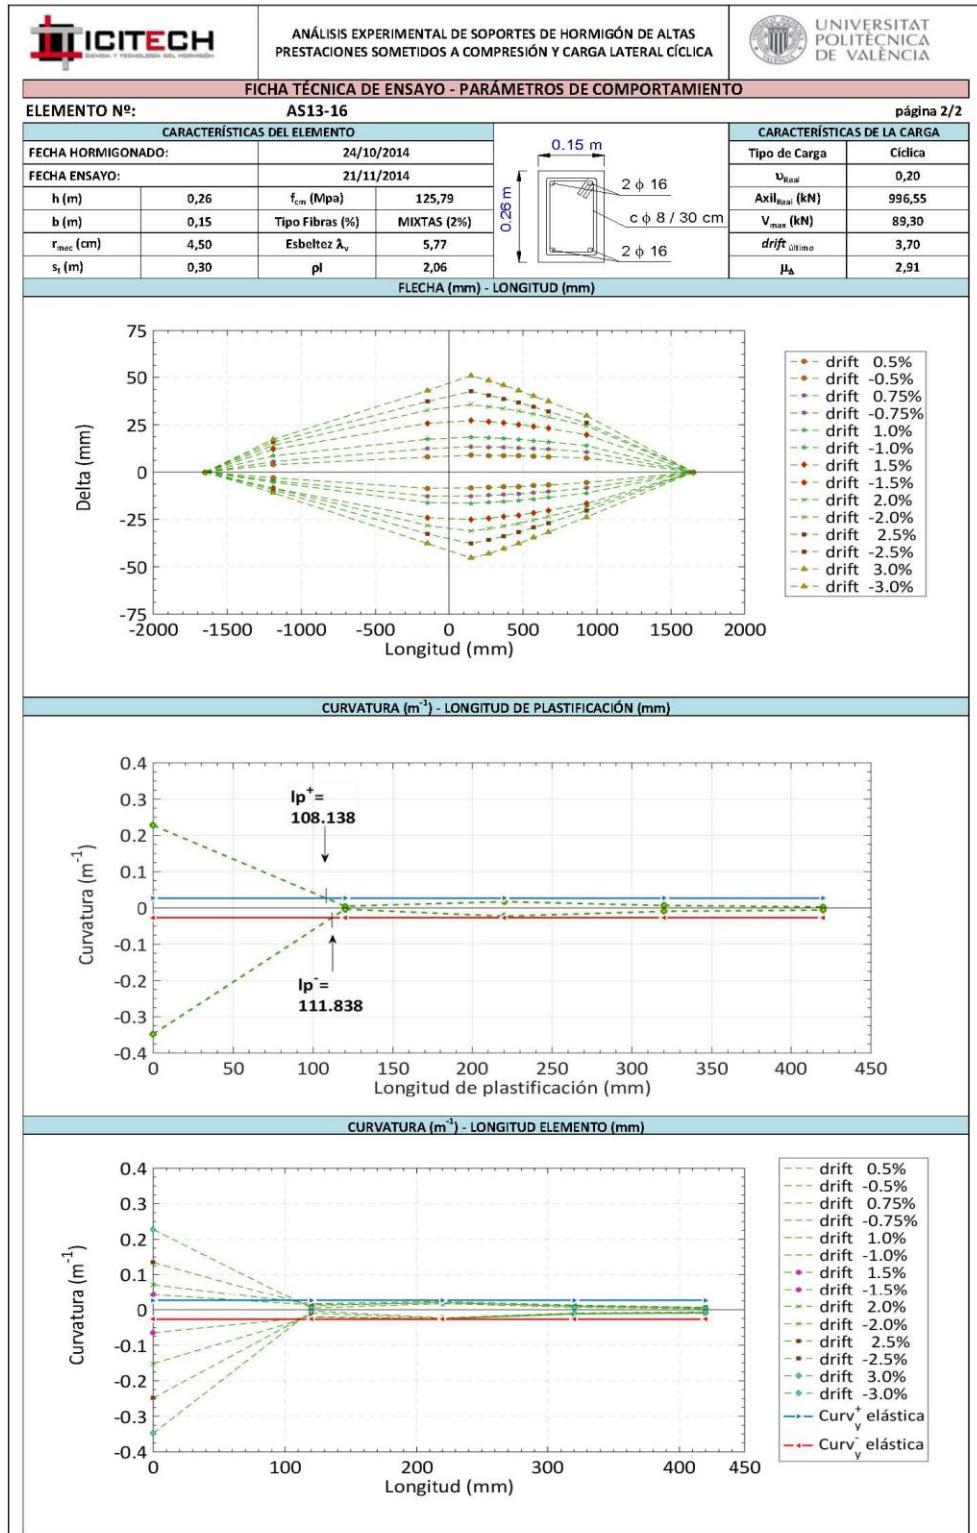 ICITECH
CIENCIA Y TECNOLOGÍA DEL HORMIGÓN
ANÁLISIS EXPERIMENTAL DE SOPORTES DE HORMIGÓN DE ALTAS
PRESTACIONES SOMETIDOS A COMPRESIÓN Y CARGA LATERAL CÍCLICA
UNIVERSITAT
POLITÈCNICA
DE VALÈNCIA
FICHA TÉCNICA DE ENSAYO - PARÁMETROS DE COMPORTAMIENTO
ELEMENTO Nº: AS13-16 página 2/2
CARACTERÍSTICAS DEL ELEMENTO
FECHA HORMIGONADO: 24/10/2014
FECHA ENSAYO: 21/11/2014
h (m) 0,26 fcm (Mpa) 125,79
b (m) 0,15 Tipo Fibras (%) MIXTAS (2%)
rmec (cm) 4,50 Esbeltez λv 5,77
st (m) 0,30 ρl 2,06
0.15 m
0.26 m
2 ϕ 16
c ϕ 8 / 30 cm
2 ϕ 16
CARACTERÍSTICAS DE LA CARGA
Tipo de Carga Cíclica
υReal 0,20
AxilReal (kN) 996,55
Vmax (kN) 89,30
drift último 3,70
μΔ 2,91
FLECHA (mm) - LONGITUD (mm)
Delta (mm)
75
50
25
0
-25
-50
-75
-2000 -1500 -1000 -500 0 500 1000 1500 2000
Longitud (mm)
drift 0.5%
drift -0.5%
drift 0.75%
drift -0.75%
drift 1.0%
drift -1.0%
drift 1.5%
drift -1.5%
drift 2.0%
drift -2.0%
drift 2.5%
drift -2.5%
drift 3.0%
drift -3.0%
CURVATURA (m⁻¹) - LONGITUD DE PLASTIFICACIÓN (mm)
Curvatura (m⁻¹)
0.4
0.3
0.2
0.1
0
-0.1
-0.2
-0.3
-0.4
lp⁺=
108.138
lp⁻=
111.838
0 50 100 150 200 250 300 350 400 450
Longitud de plastificación (mm)
CURVATURA (m⁻¹) - LONGITUD ELEMENTO (mm)
Curvatura (m⁻¹)
0.4
0.3
0.2
0.1
0
-0.1
-0.2
-0.3
-0.4
0 100 200 300 400 450
Longitud (mm)
drift 0.5%
drift -0.5%
drift 0.75%
drift -0.75%
drift 1.0%
drift -1.0%
drift 1.5%
drift -1.5%
drift 2.0%
drift -2.0%
drift 2.5%
drift -2.5%
drift 3.0%
drift -3.0%
Curv⁺y elástica
Curv⁻y elástica